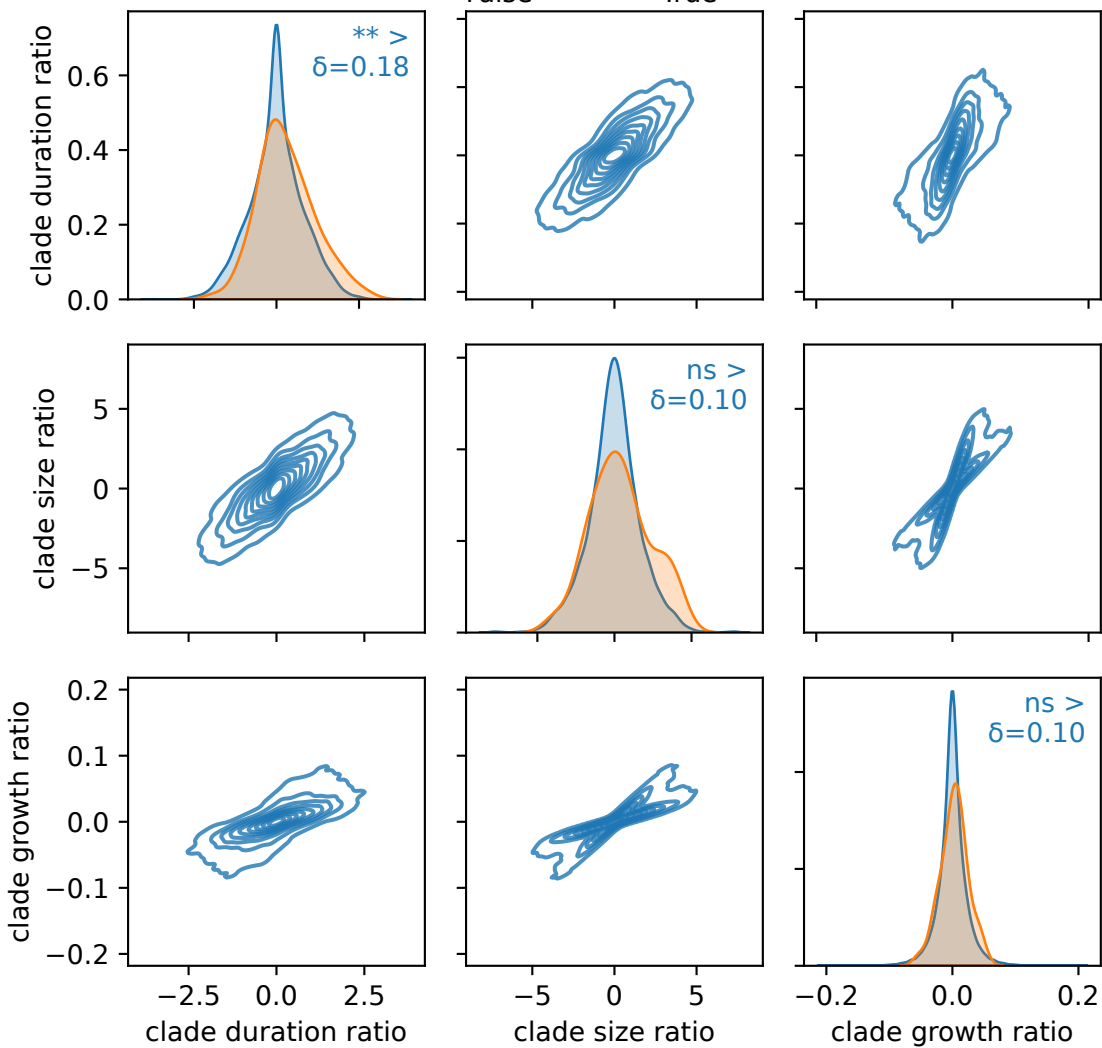 ** >
δ=0.18
clade duration ratio
0.6
0.4
0.2
0.0
ns >
δ=0.10
clade size ratio
5
0
−5
ns >
δ=0.10
clade growth ratio
0.2
0.1
0.0
−0.1
−0.2
−2.5 0.0 2.5
−5 0 5
−0.2 0.0 0.2
clade duration ratio
clade size ratio
clade growth ratio